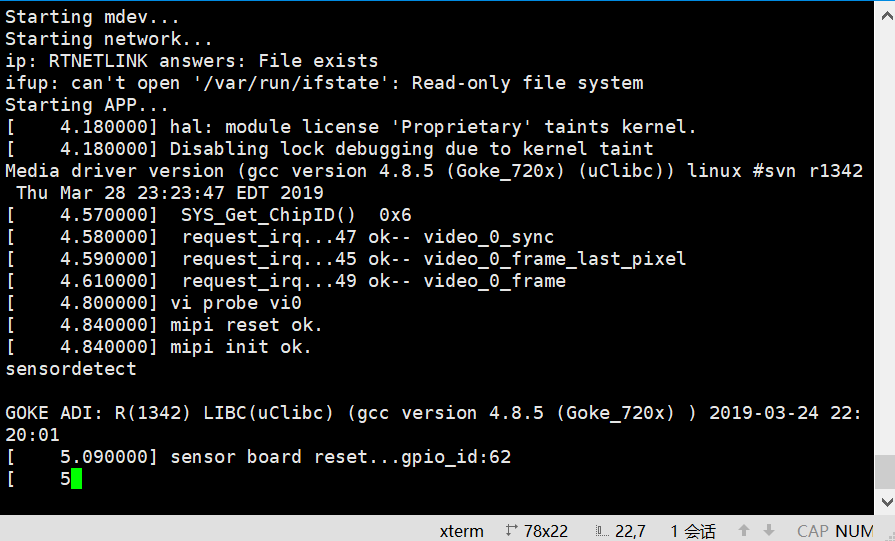 Starting mdev...
Starting network...
ip: RTNETLINK answers: File exists
ifup: can't open '/var/run/ifstate': Read-only file system
Starting APP...
[    4.180000] hal: module license 'Proprietary' taints kernel.
[    4.180000] Disabling lock debugging due to kernel taint
Media driver version (gcc version 4.8.5 (Goke_720x) (uClibc)) linux #svn r1342
 Thu Mar 28 23:23:47 EDT 2019
[    4.570000]  SYS_Get_ChipID()  0x6
[    4.580000]  request_irq...47 ok-- video_0_sync
[    4.590000]  request_irq...45 ok-- video_0_frame_last_pixel
[    4.610000]  request_irq...49 ok-- video_0_frame
[    4.800000] vi probe vi0
[    4.840000] mipi reset ok.
[    4.840000] mipi init ok.
sensordetect
GOKE ADI: R(1342) LIBC(uClibc) (gcc version 4.8.5 (Goke_720x) ) 2019-03-24 22:
20:01
[    5.090000] sensor board reset...gpio_id:62
[    5
xterm 78x22 22,7 1 会话 CAP NUM